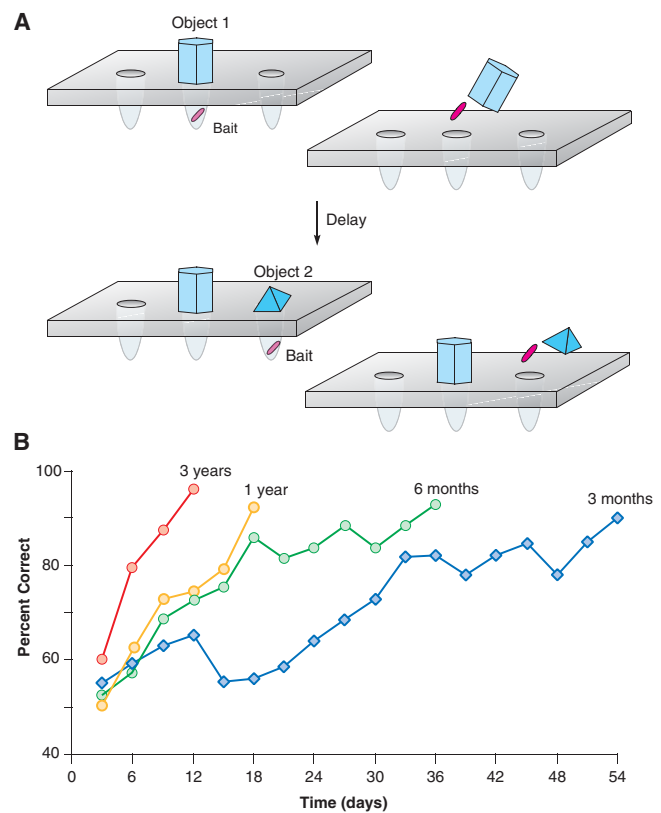 A
Object 1
Bait
Delay
Object 2
Bait
B
100
80
60
40
Percent Correct
3 years
1 year
6 months
3 months
0 6 12 18 24 30 36 42 48 54
Time (days)